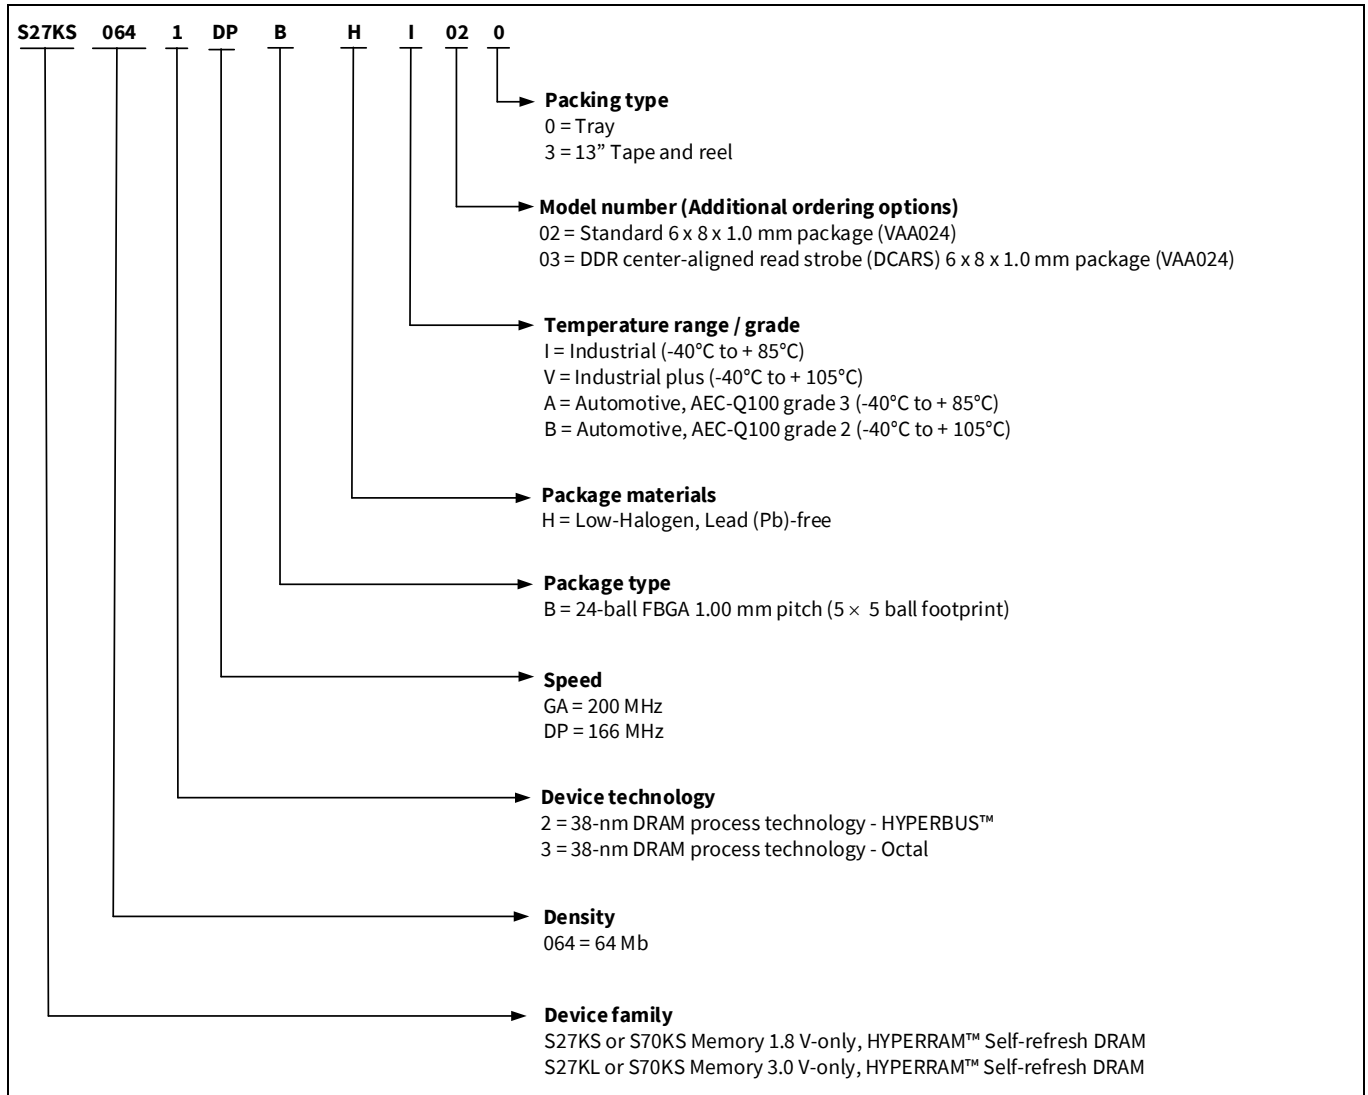 S27KS 064 1 DP B H I 02 0
Packing type
0 = Tray
3 = 13” Tape and reel
Model number (Additional ordering options)
02 = Standard 6 x 8 x 1.0 mm package (VAA024)
03 = DDR center-aligned read strobe (DCARS) 6 x 8 x 1.0 mm package (VAA024)
Temperature range / grade
I = Industrial (-40°C to + 85°C)
V = Industrial plus (-40°C to + 105°C)
A = Automotive, AEC-Q100 grade 3 (-40°C to + 85°C)
B = Automotive, AEC-Q100 grade 2 (-40°C to + 105°C)
Package materials
H = Low-Halogen, Lead (Pb)-free
Package type
B = 24-ball FBGA 1.00 mm pitch (5 × 5 ball footprint)
Speed
GA = 200 MHz
DP = 166 MHz
Device technology
2 = 38-nm DRAM process technology - HYPERBUS™
3 = 38-nm DRAM process technology - Octal
Density
064 = 64 Mb
Device family
S27KS or S70KS Memory 1.8 V-only, HYPERRAM™ Self-refresh DRAM
S27KL or S70KS Memory 3.0 V-only, HYPERRAM™ Self-refresh DRAM